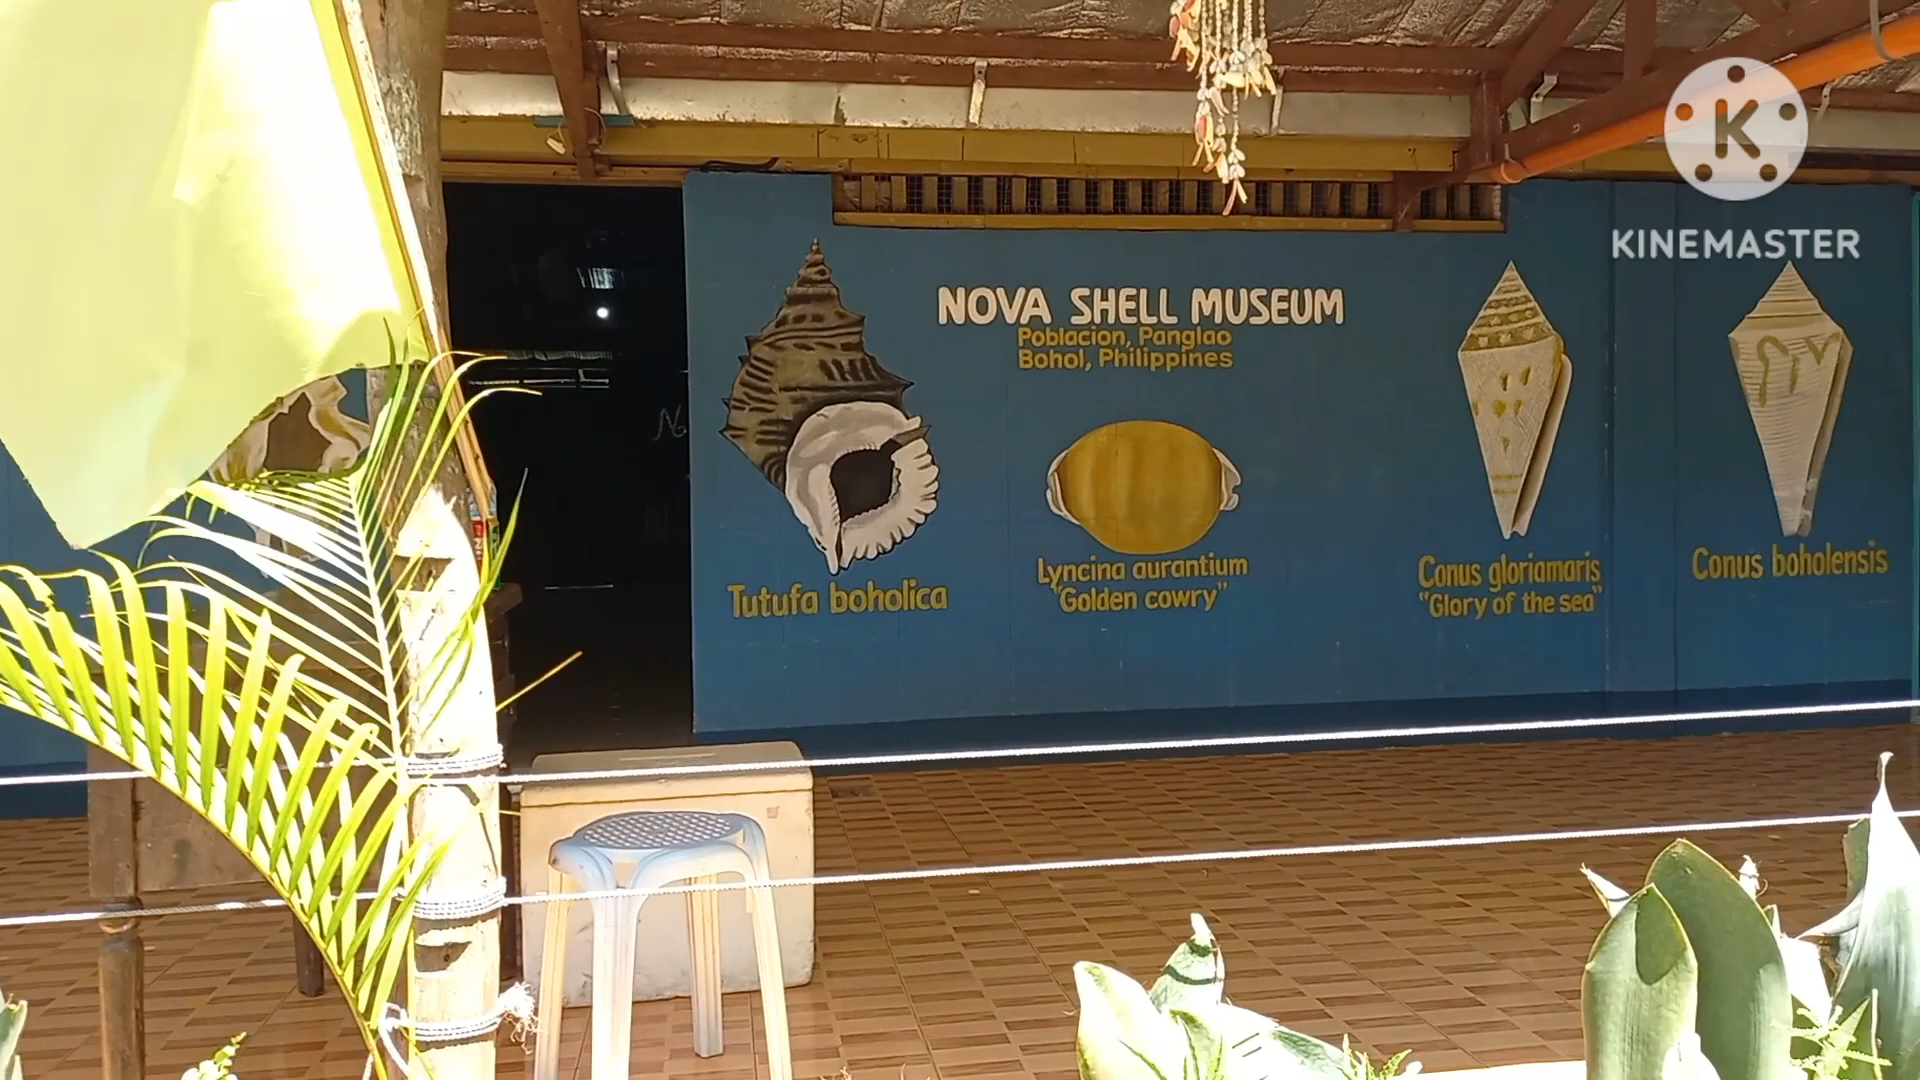 K
KINEMASTER
NOVA SHELL MUSEUM
Poblacion, Panglao
Bohol, Philippines
Tutufa boholica
Lyncina aurantium
"Golden cowry"
Conus gloriamaris
"Glory of the sea"
Conus boholensis